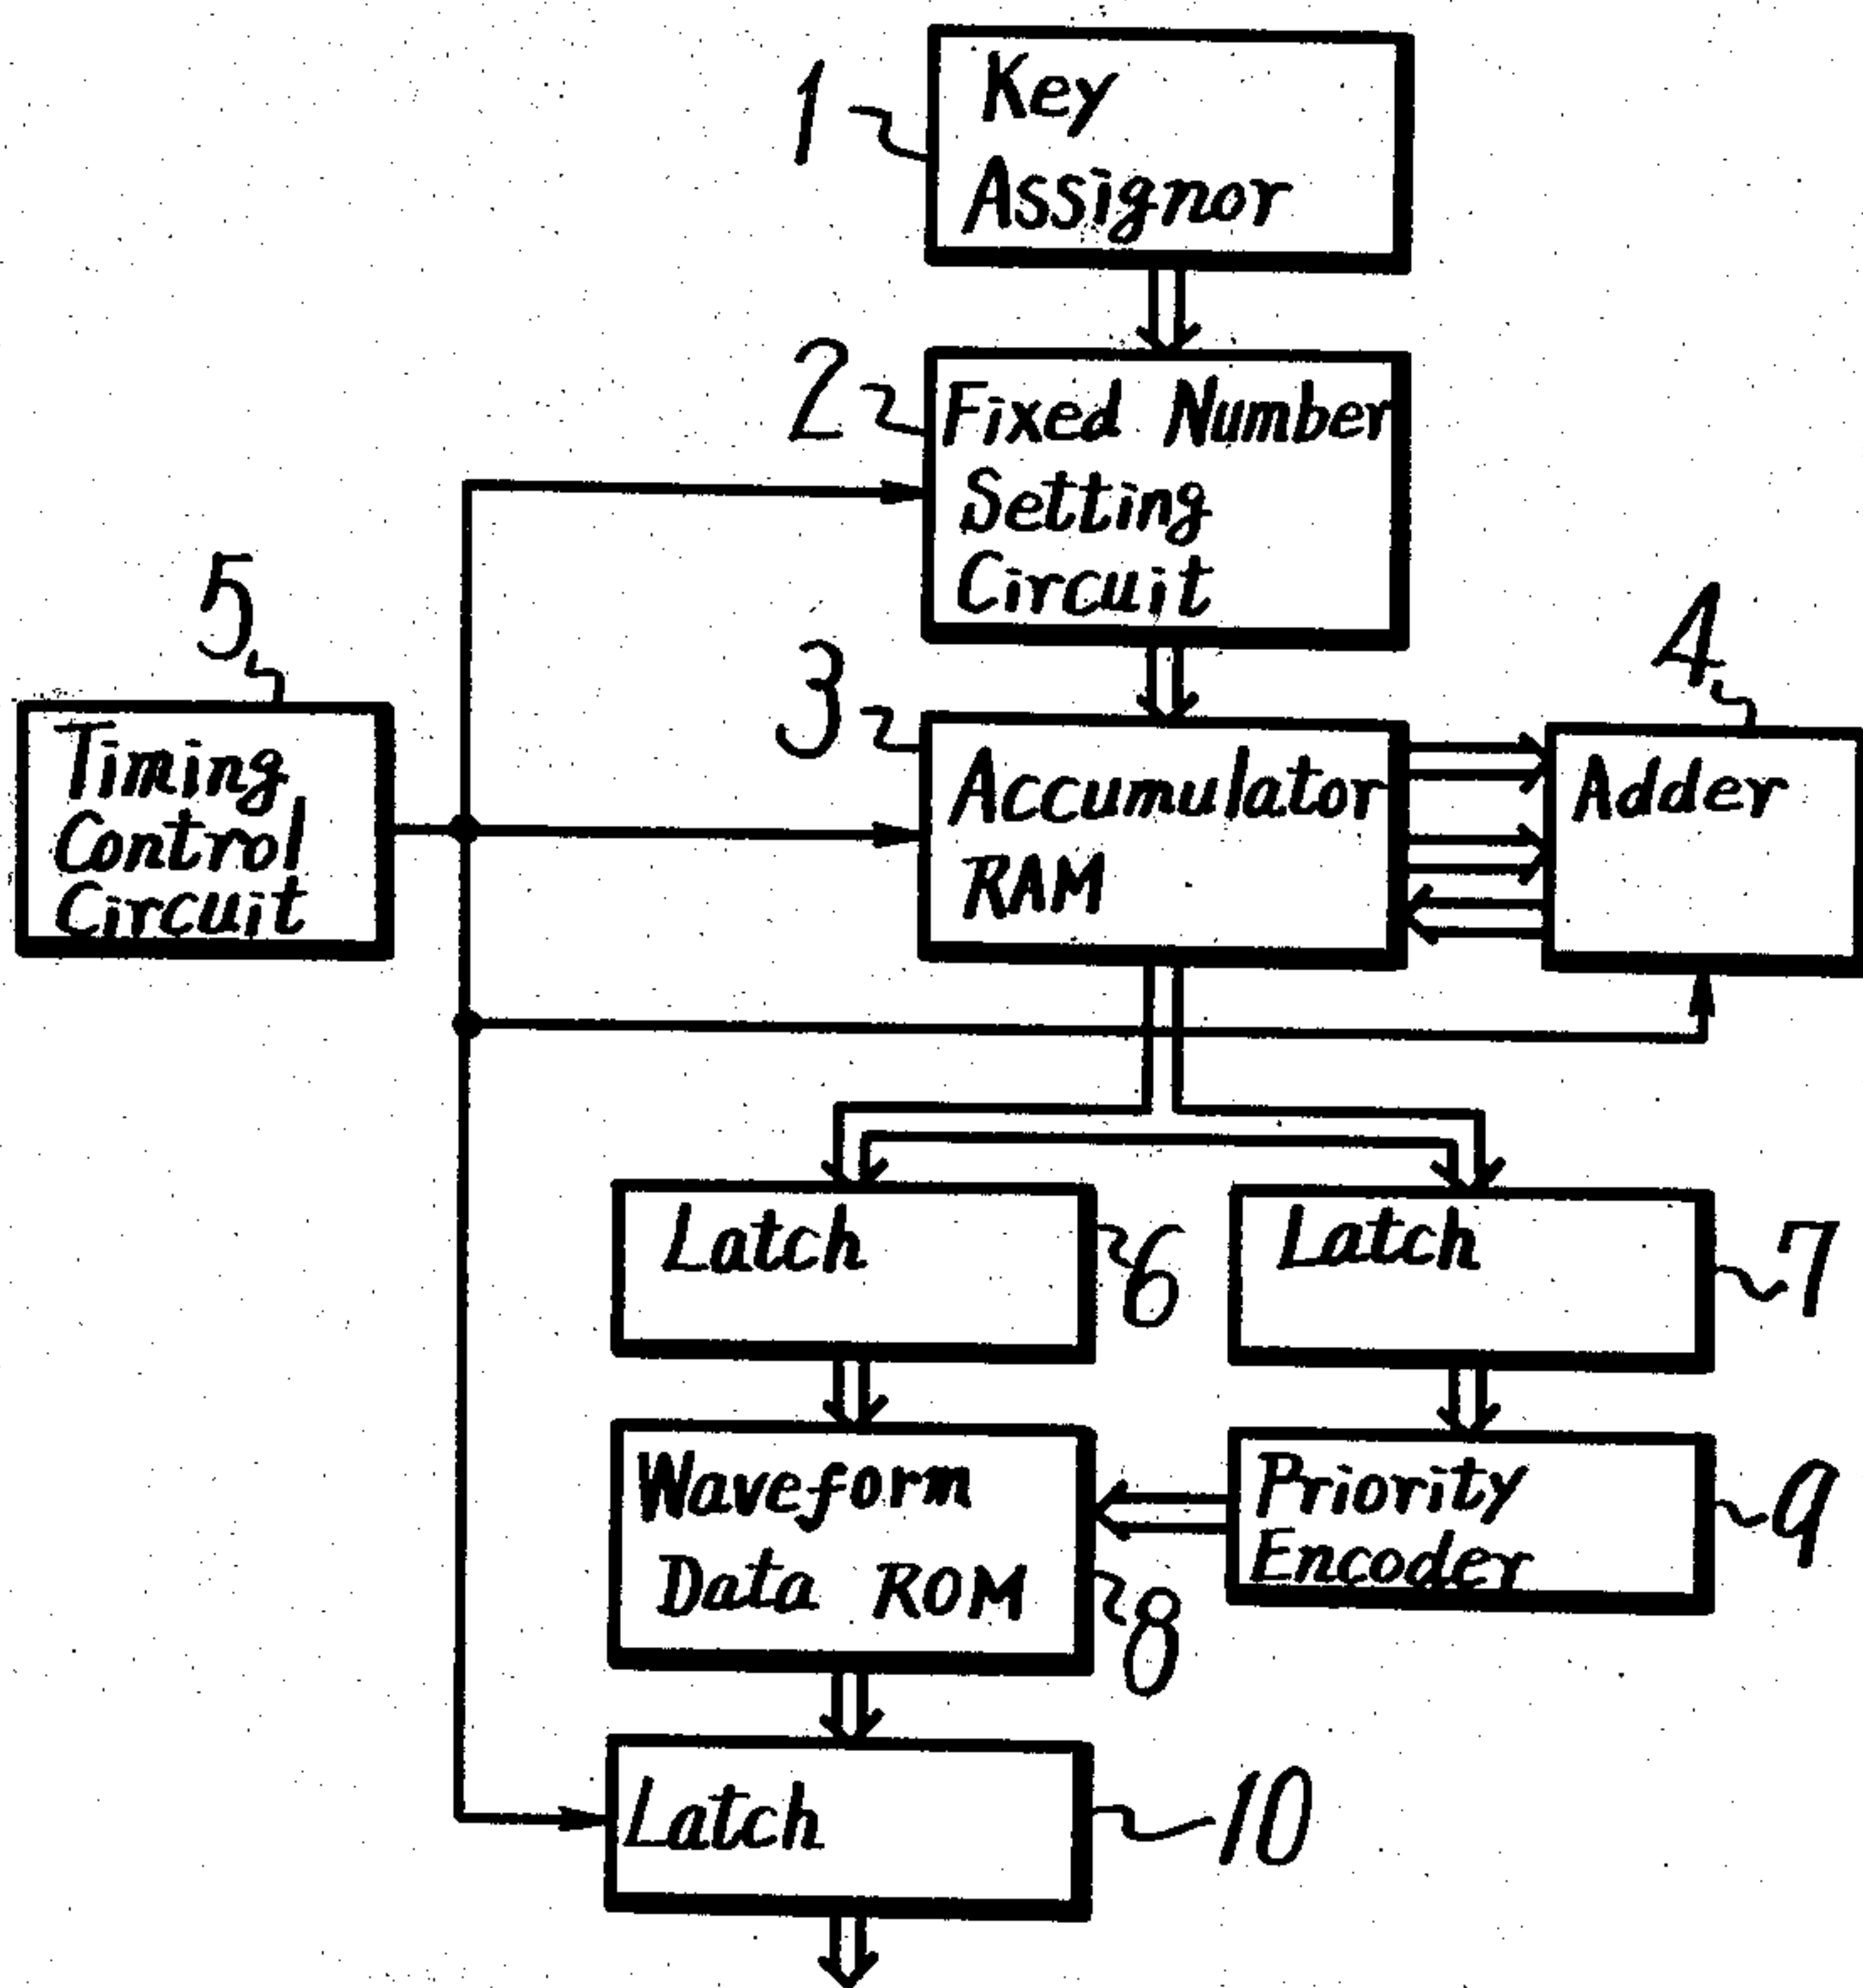 1
Key
Assignor
2
Fixed Number
Setting
Circuit
5
3
4
Timing
Control
Circuit
Accumulator
RAM
Adder
Latch
6
Latch
7
Waveform
Data ROM
8
Priority
Encoder
9
Latch
10